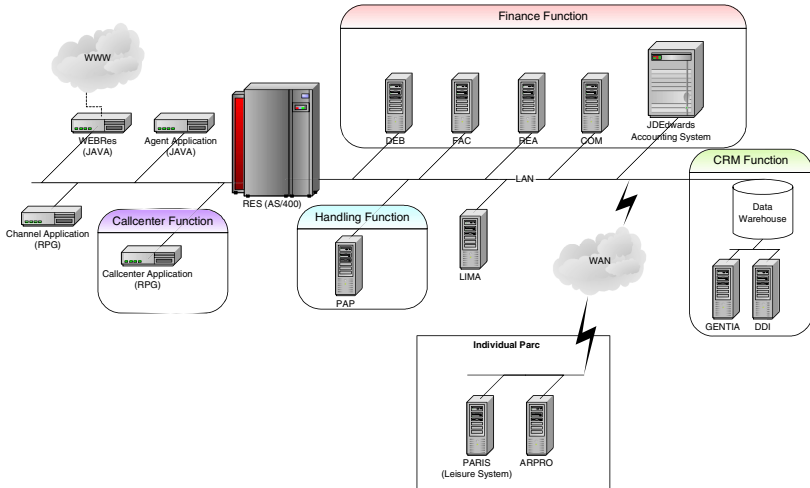 Finance Function
WWW
DEB
FAC
REA
COM
JDEdwards
Accounting System
WEBRes
(JAVA)
Agent Application
(JAVA)
CRM Function
LAN
RES (AS/400)
Data
Warehouse
Channel Application
(RPG)
Callcenter Function
Callcenter Application
(RPG)
Handling Function
PAP
LIMA
WAN
GENTIA
DDI
Individual Parc
PARIS
(Leisure System)
ARPRO